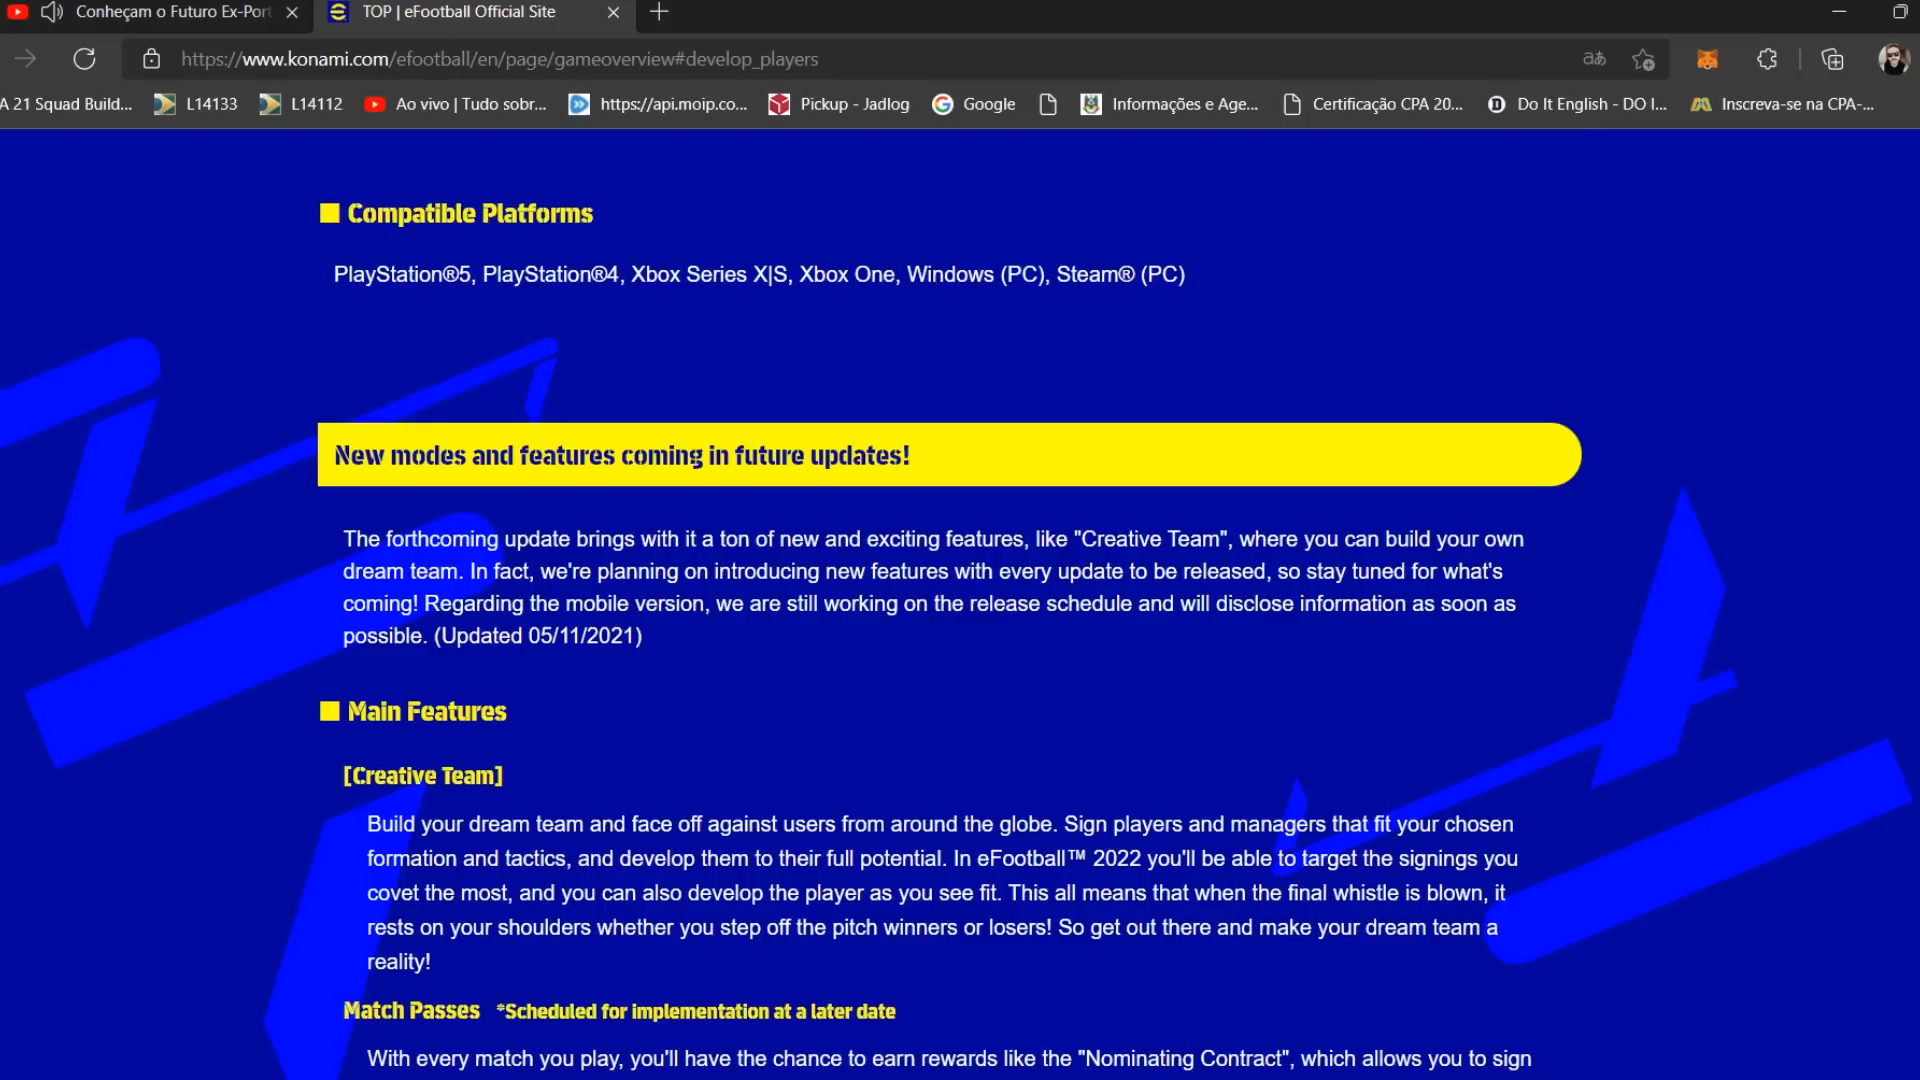 Conheçam o Futuro Ex-Port
TOP | eFootball Official Site
https://www.konami.com/efootball/en/page/gameoverview#develop_players
A 21 Squad Build...
L14133
L14112
Ao vivo | Tudo sobr...
https://api.moip.co...
Pickup - Jadlog
Google
Informações e Age...
Certificação CPA 20...
Do It English - DO I...
Inscreva-se na CPA-...
Compatible Platforms
PlayStation®5, PlayStation®4, Xbox Series X|S, Xbox One, Windows (PC), Steam® (PC)
New modes and features coming in future updates!
The forthcoming update brings with it a ton of new and exciting features, like "Creative Team", where you can build your own
dream team. In fact, we're planning on introducing new features with every update to be released, so stay tuned for what's
coming! Regarding the mobile version, we are still working on the release schedule and will disclose information as soon as
possible. (Updated 05/11/2021)
Main Features
[Creative Team]
Build your dream team and face off against users from around the globe. Sign players and managers that fit your chosen
formation and tactics, and develop them to their full potential. In eFootball™ 2022 you'll be able to target the signings you
covet the most, and you can also develop the player as you see fit. This all means that when the final whistle is blown, it
rests on your shoulders whether you step off the pitch winners or losers! So get out there and make your dream team a
reality!
Match Passes *Scheduled for implementation at a later date
With every match you play, you'll have the chance to earn rewards like the "Nominating Contract", which allows you to sign